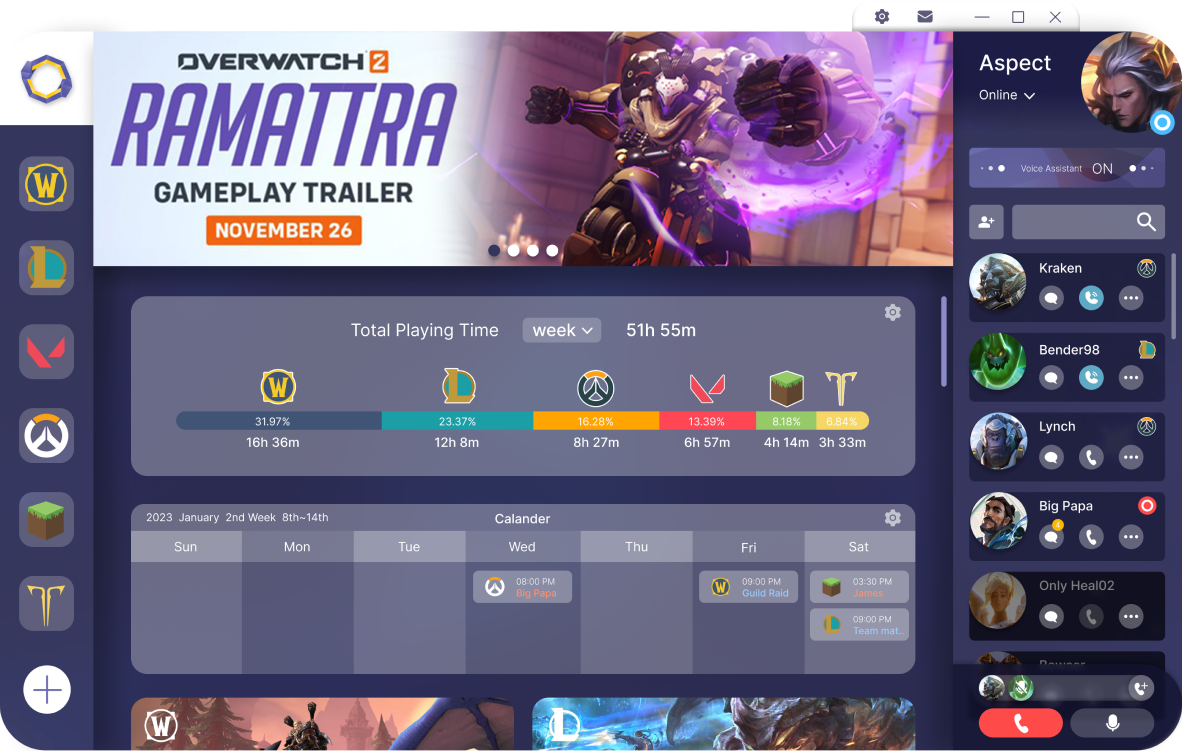 OVERWATCH 2
RAMATTRA
GAMEPLAY TRAILER
NOVEMBER 26
Aspect
Online
Voice Assistant ON
Kraken
Bender98
Lynch
Big Papa
4
Only Heal02
Total Playing Time week 51h 55m
31.97% 23.37% 16.28% 13.39% 8.18% 6.84%
16h 36m 12h 8m 8h 27m 6h 57m 4h 14m 3h 33m
2023 January 2nd Week 8th~14th
Calander
Sun Mon Tue Wed Thu Fri Sat
08:00 PM
Big Papa
09:00 PM
Guild Raid
03:30 PM
James
09:00 PM
Team mat..